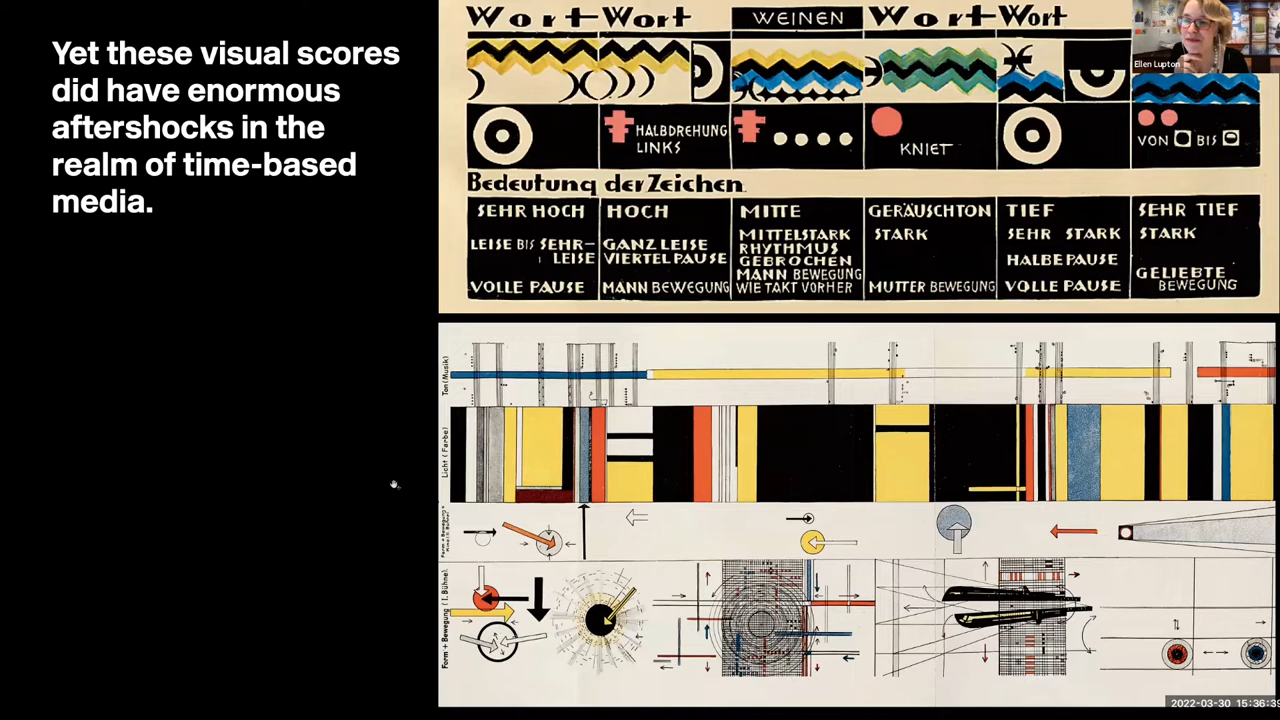 Yet these visual scores
did have enormous
aftershocks in the
realm of time-based
media.
Wort-Wort
WEINEN
Wort-Wort
Ellen Lupton
HALBDREHUNG
LINKS
KNIET
VON
BIS
Bedeutung der Zeichen
SEHR HOCH
LEISE BIS SEHR-
LEISE
VOLLE PAUSE
HOCH
GANZ LEISE
VIERTELPAUSE
MANN BEWEGUNG
MITTE
MITTELSTARK
RHYTHMUS
GEBROCHEN
MANN BEWEGUNG
WIE TAKT VORHER
GERÄUSCHTON
STARK
MUTTER BEWEGUNG
TIEF
SEHR STARK
HALBE PAUSE
VOLLE PAUSE
SEHR TIEF
STARK
GELIEBTE
BEWEGUNG
Ton (Musik)
Licht (Farbe)
Form + Bewegung
Form + Bewegung (I. Bühne)
2022-03-30 15:36:39